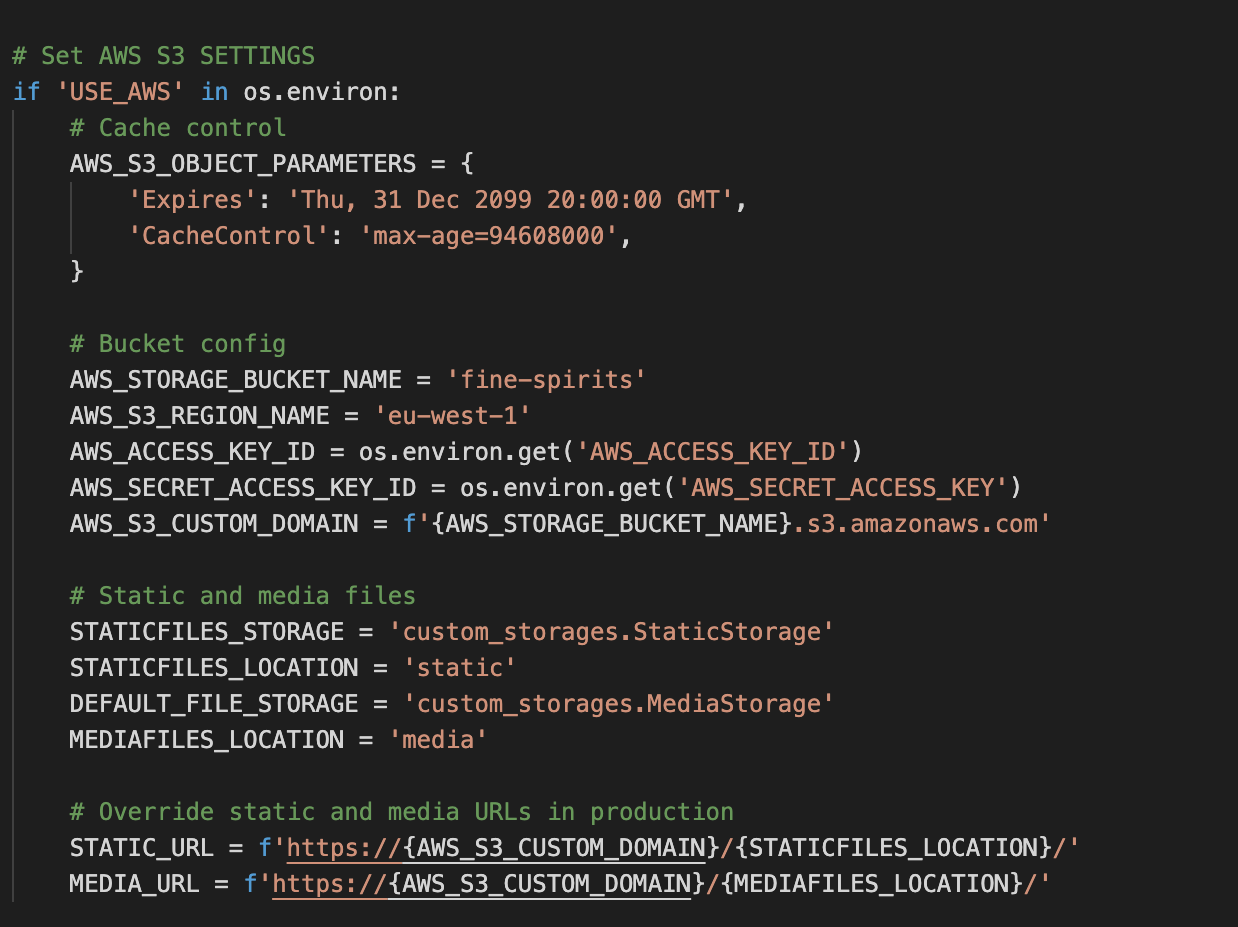 # Set AWS S3 SETTINGS
if 'USE_AWS' in os.environ:
    # Cache control
    AWS_S3_OBJECT_PARAMETERS = {
        'Expires': 'Thu, 31 Dec 2099 20:00:00 GMT',
        'CacheControl': 'max-age=94608000',
    }

    # Bucket config
    AWS_STORAGE_BUCKET_NAME = 'fine-spirits'
    AWS_S3_REGION_NAME = 'eu-west-1'
    AWS_ACCESS_KEY_ID = os.environ.get('AWS_ACCESS_KEY_ID')
    AWS_SECRET_ACCESS_KEY_ID = os.environ.get('AWS_SECRET_ACCESS_KEY')
    AWS_S3_CUSTOM_DOMAIN = f'{AWS_STORAGE_BUCKET_NAME}.s3.amazonaws.com'

    # Static and media files
    STATICFILES_STORAGE = 'custom_storages.StaticStorage'
    STATICFILES_LOCATION = 'static'
    DEFAULT_FILE_STORAGE = 'custom_storages.MediaStorage'
    MEDIAFILES_LOCATION = 'media'

    # Override static and media URLs in production
    STATIC_URL = f'https://{AWS_S3_CUSTOM_DOMAIN}/{STATICFILES_LOCATION}/'
    MEDIA_URL = f'https://{AWS_S3_CUSTOM_DOMAIN}/{MEDIAFILES_LOCATION}/'